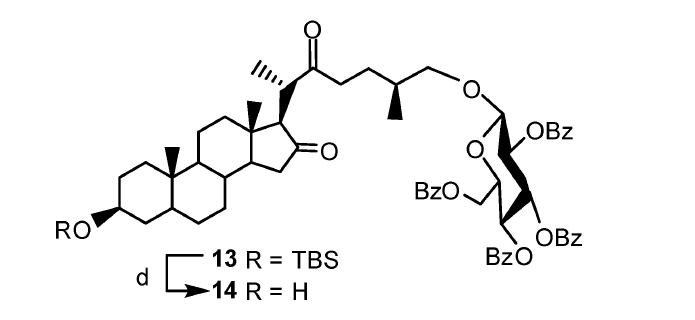 O
O
OBz
O
O
BzO
RO
OBz
BzO
13 R = TBS
d
14 R = H